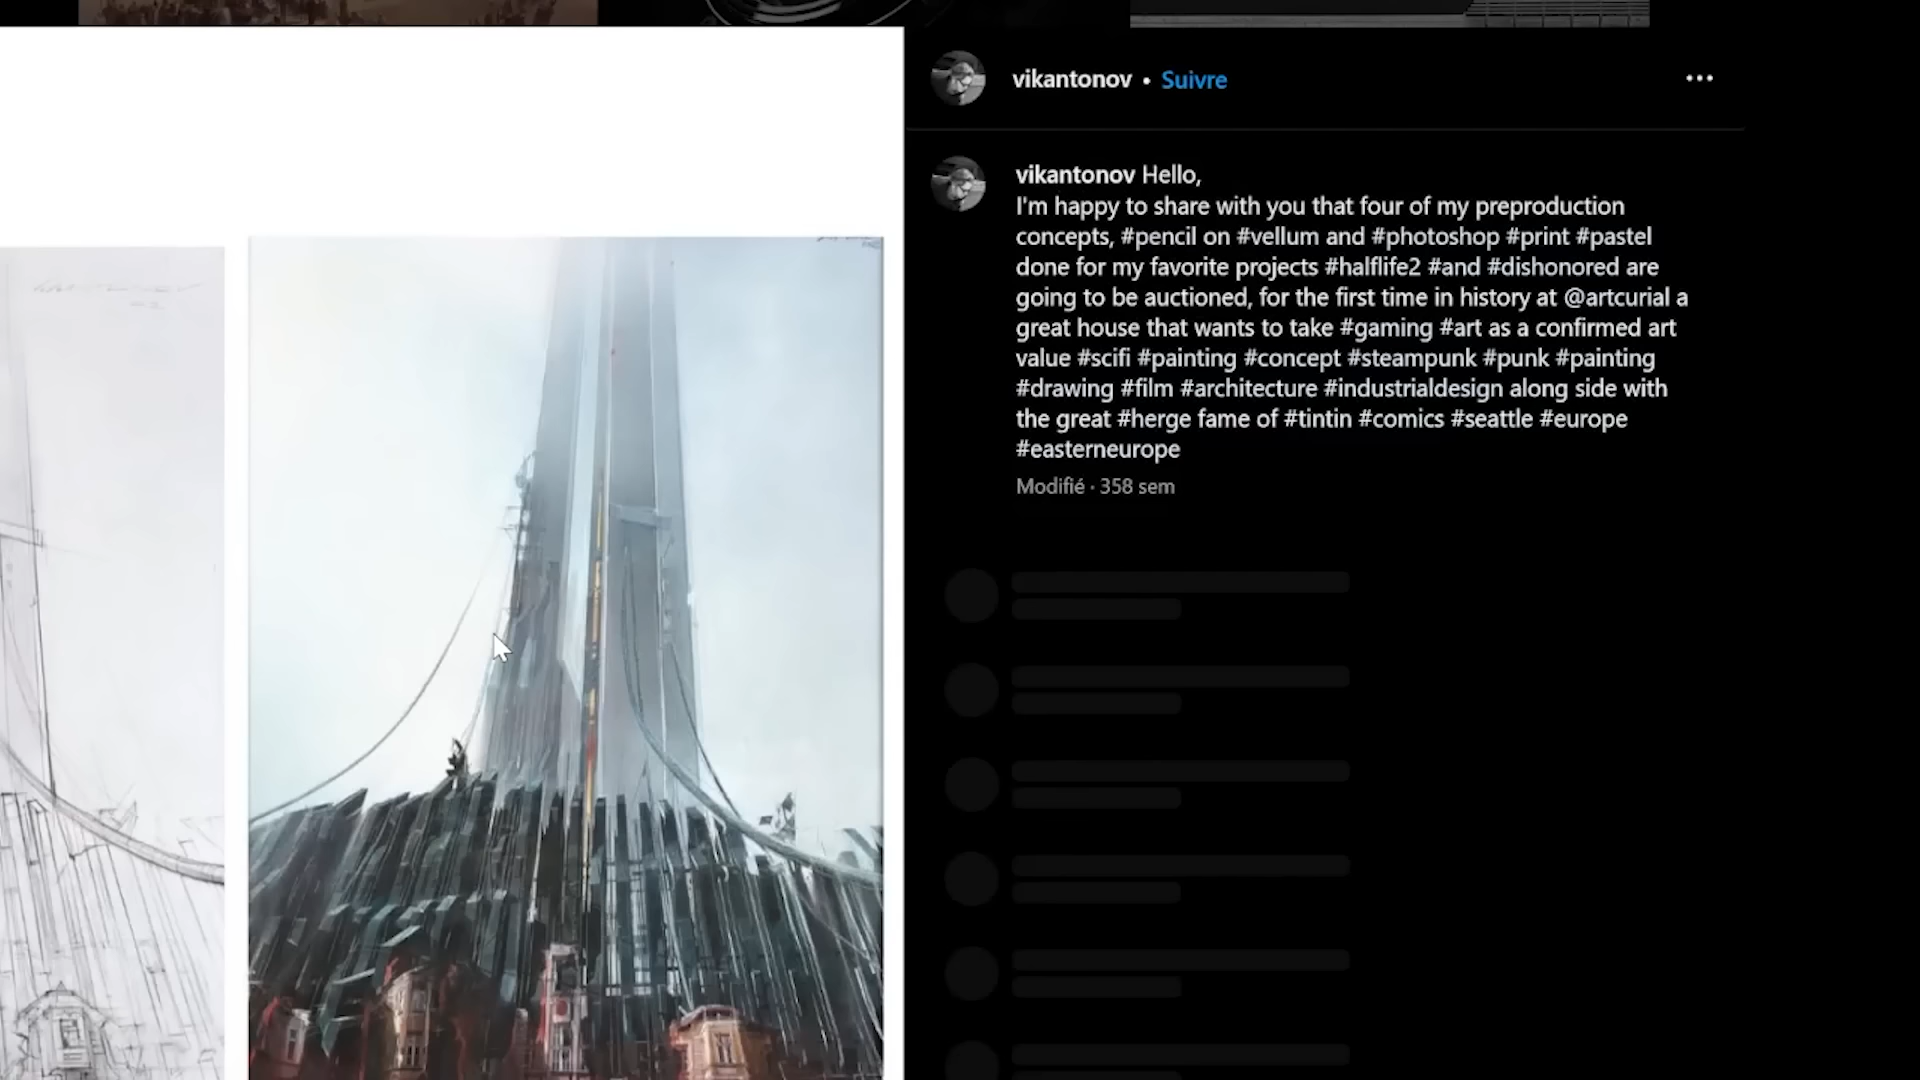 vikantonov • Suivre
vikantonov Hello,
I'm happy to share with you that four of my preproduction
concepts, #pencil on #vellum and #photoshop #print #pastel
done for my favorite projects #halflife2 #and #dishonored are
going to be auctioned, for the first time in history at @artcurial a
great house that wants to take #gaming #art as a confirmed art
value #scifi #painting #concept #steampunk #punk #painting
#drawing #film #architecture #industrialdesign along side with
the great #herge fame of #tintin #comics #seattle #europe
#easterneurope
Modifié · 358 sem